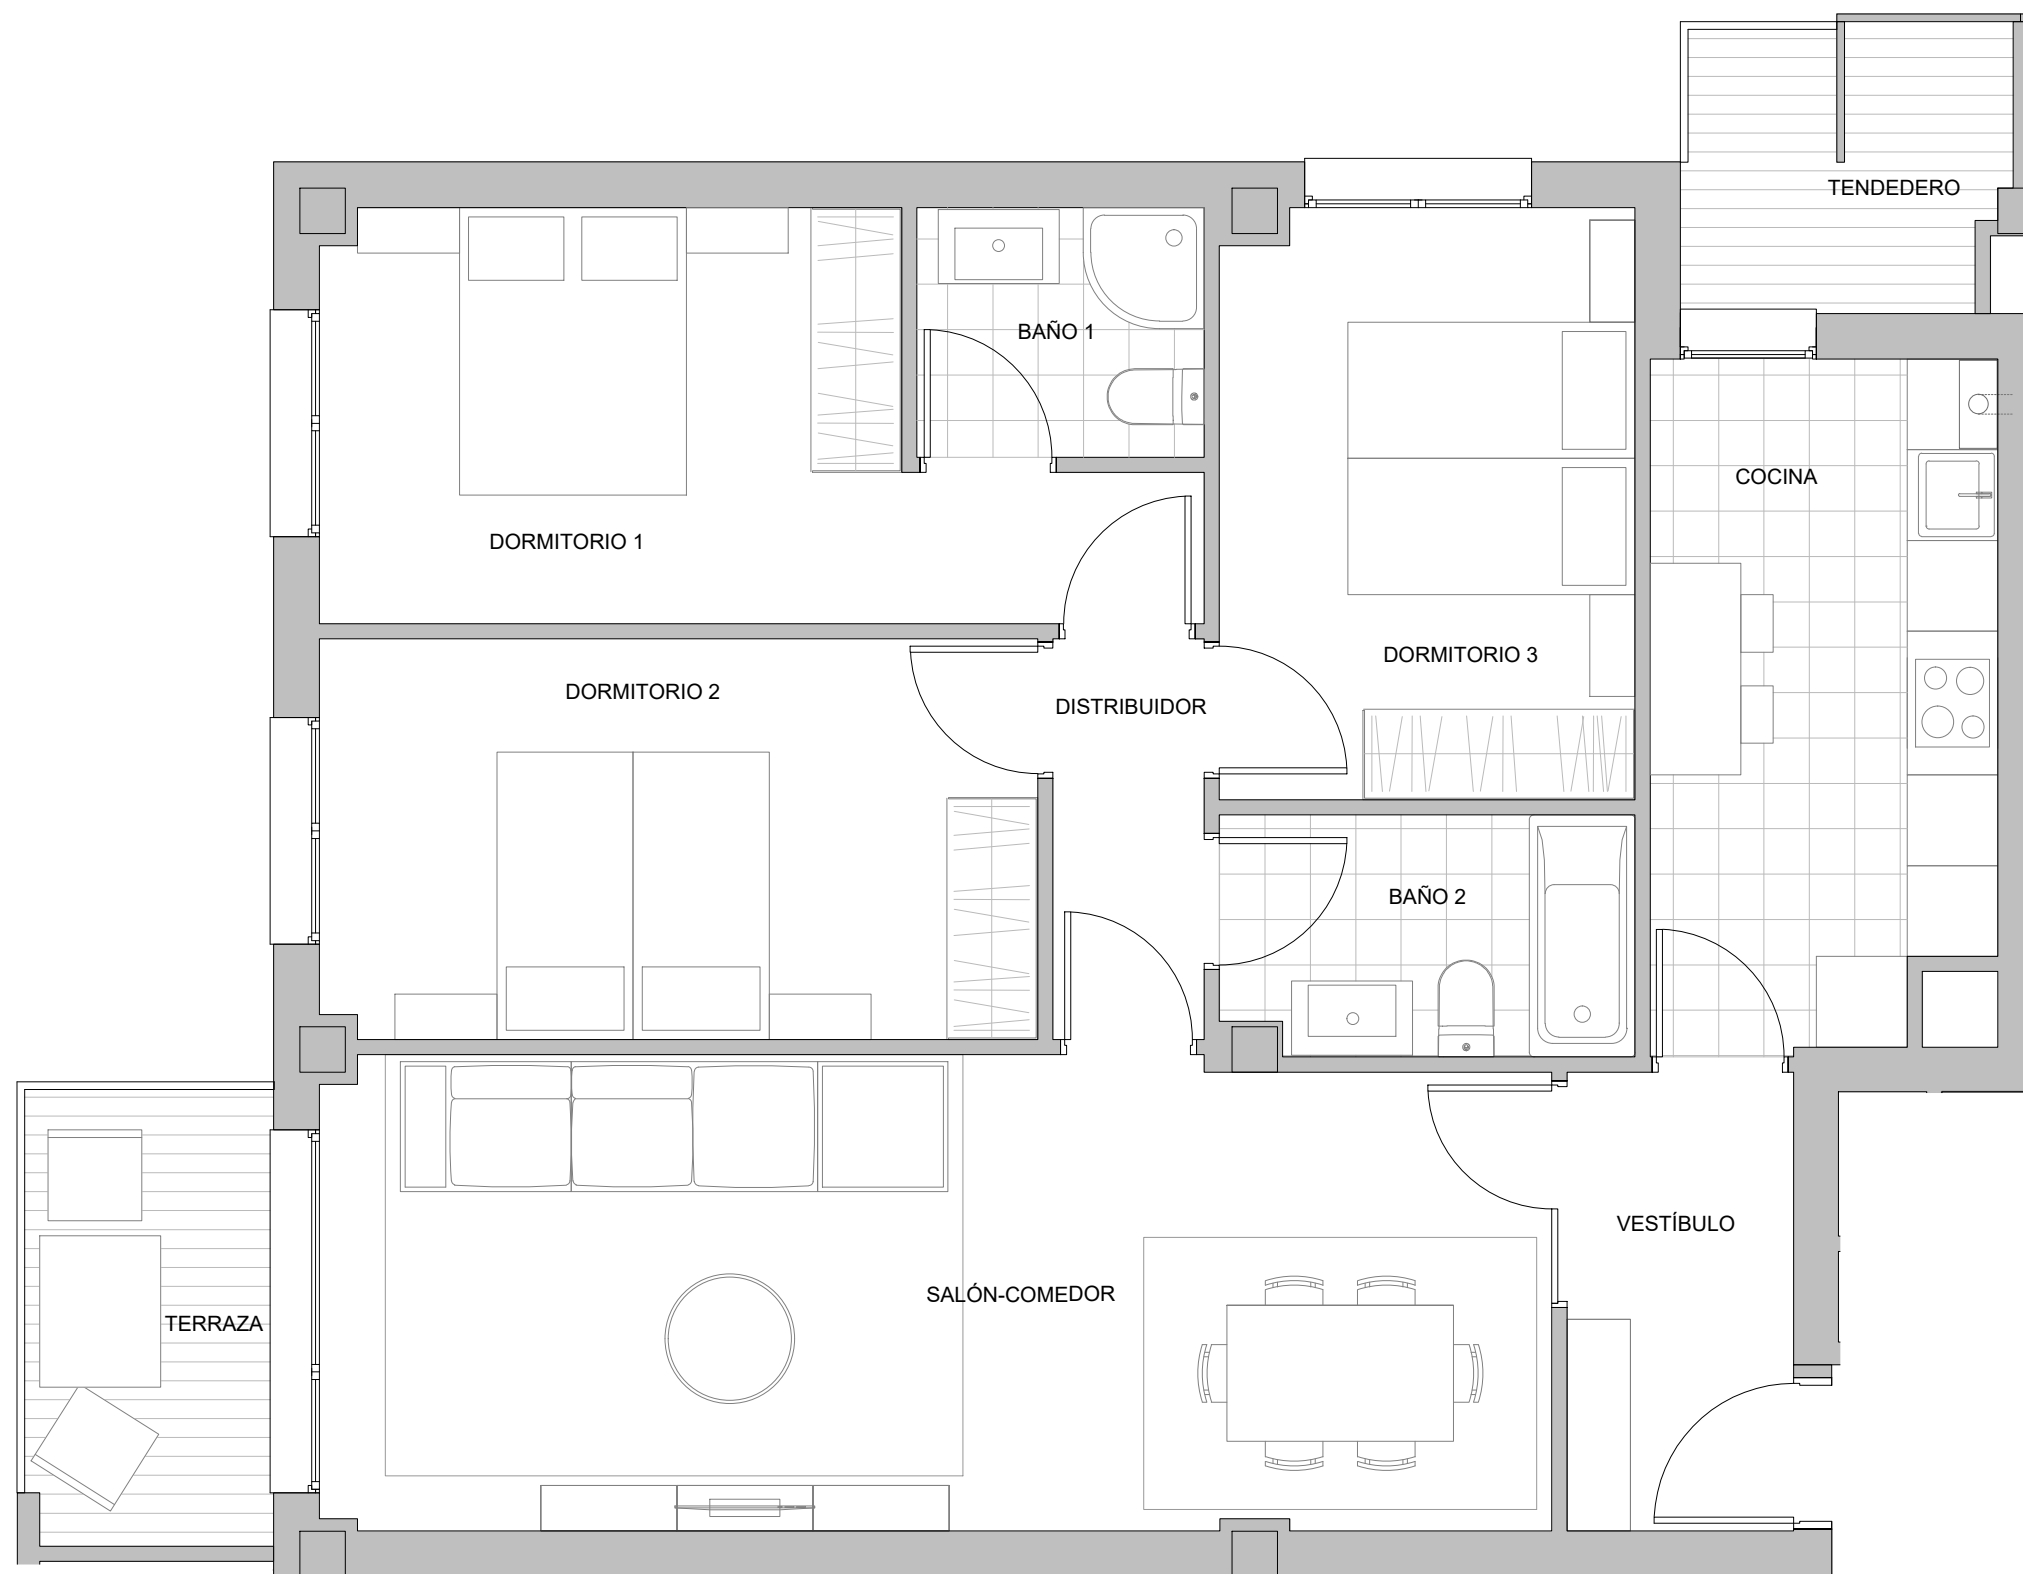 TENDEDERO
BAÑO 1
COCINA
DORMITORIO 1
DORMITORIO 3
DORMITORIO 2
DISTRIBUIDOR
BAÑO 2
VESTÍBULO
SALÓN-COMEDOR
TERRAZA